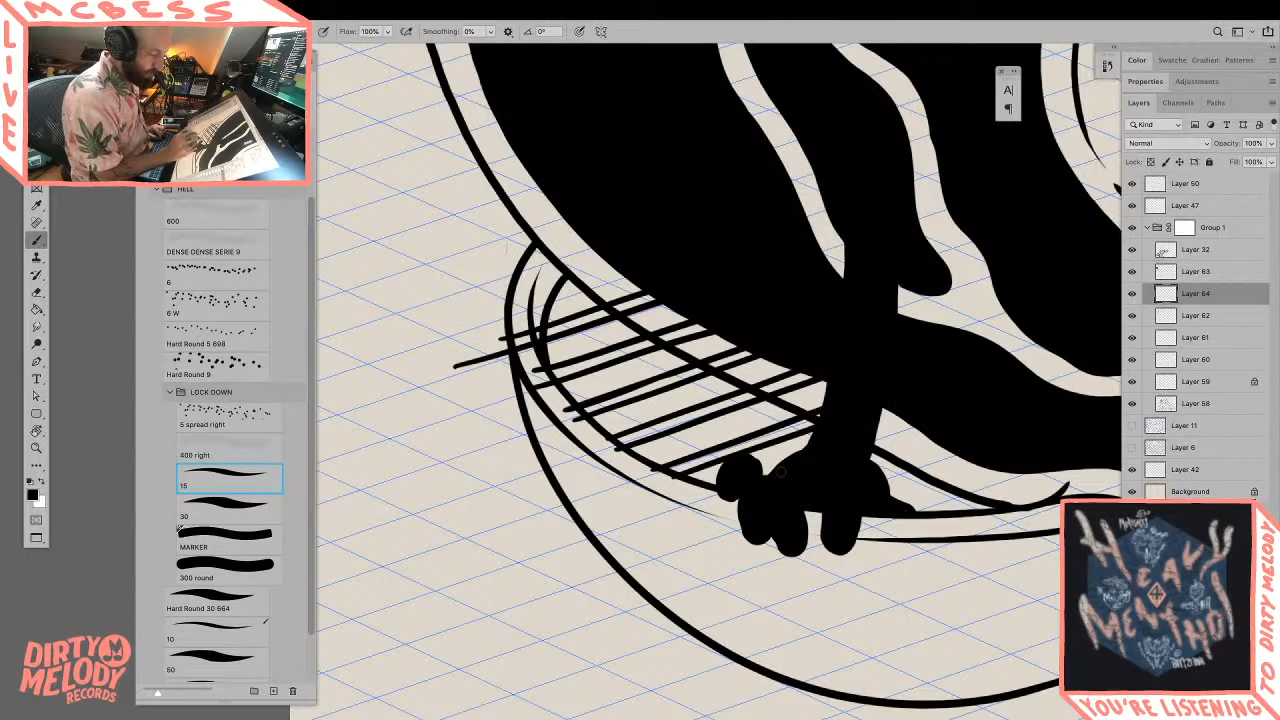 MCBESS
LIVE
Flow: 100%
Smoothing: 0%
0°
HELL
600
DENSE DENSE SERIE 9
6
6 W
Hard Round 5 698
Hard Round 9
LOCK DOWN
5 spread right
400 right
15
30
MARKER
300 round
Hard Round 30 664
10
50
A|
¶
Color
Swatche
Gradien
Patterns
Properties
Adjustments
Layers
Channels
Paths
Kind
Normal
Opacity: 100%
Lock:
Fill: 100%
Layer 50
Layer 47
Group 1
Layer 32
Layer 63
Layer 64
Layer 62
Layer 61
Layer 60
Layer 59
Layer 58
Layer 11
Layer 6
Layer 42
Background
DIRTY
MELODY
RECORDS
HEAVY
4
MENTHOL
YOU'RE LISTENING
TO DIRTY MELODY